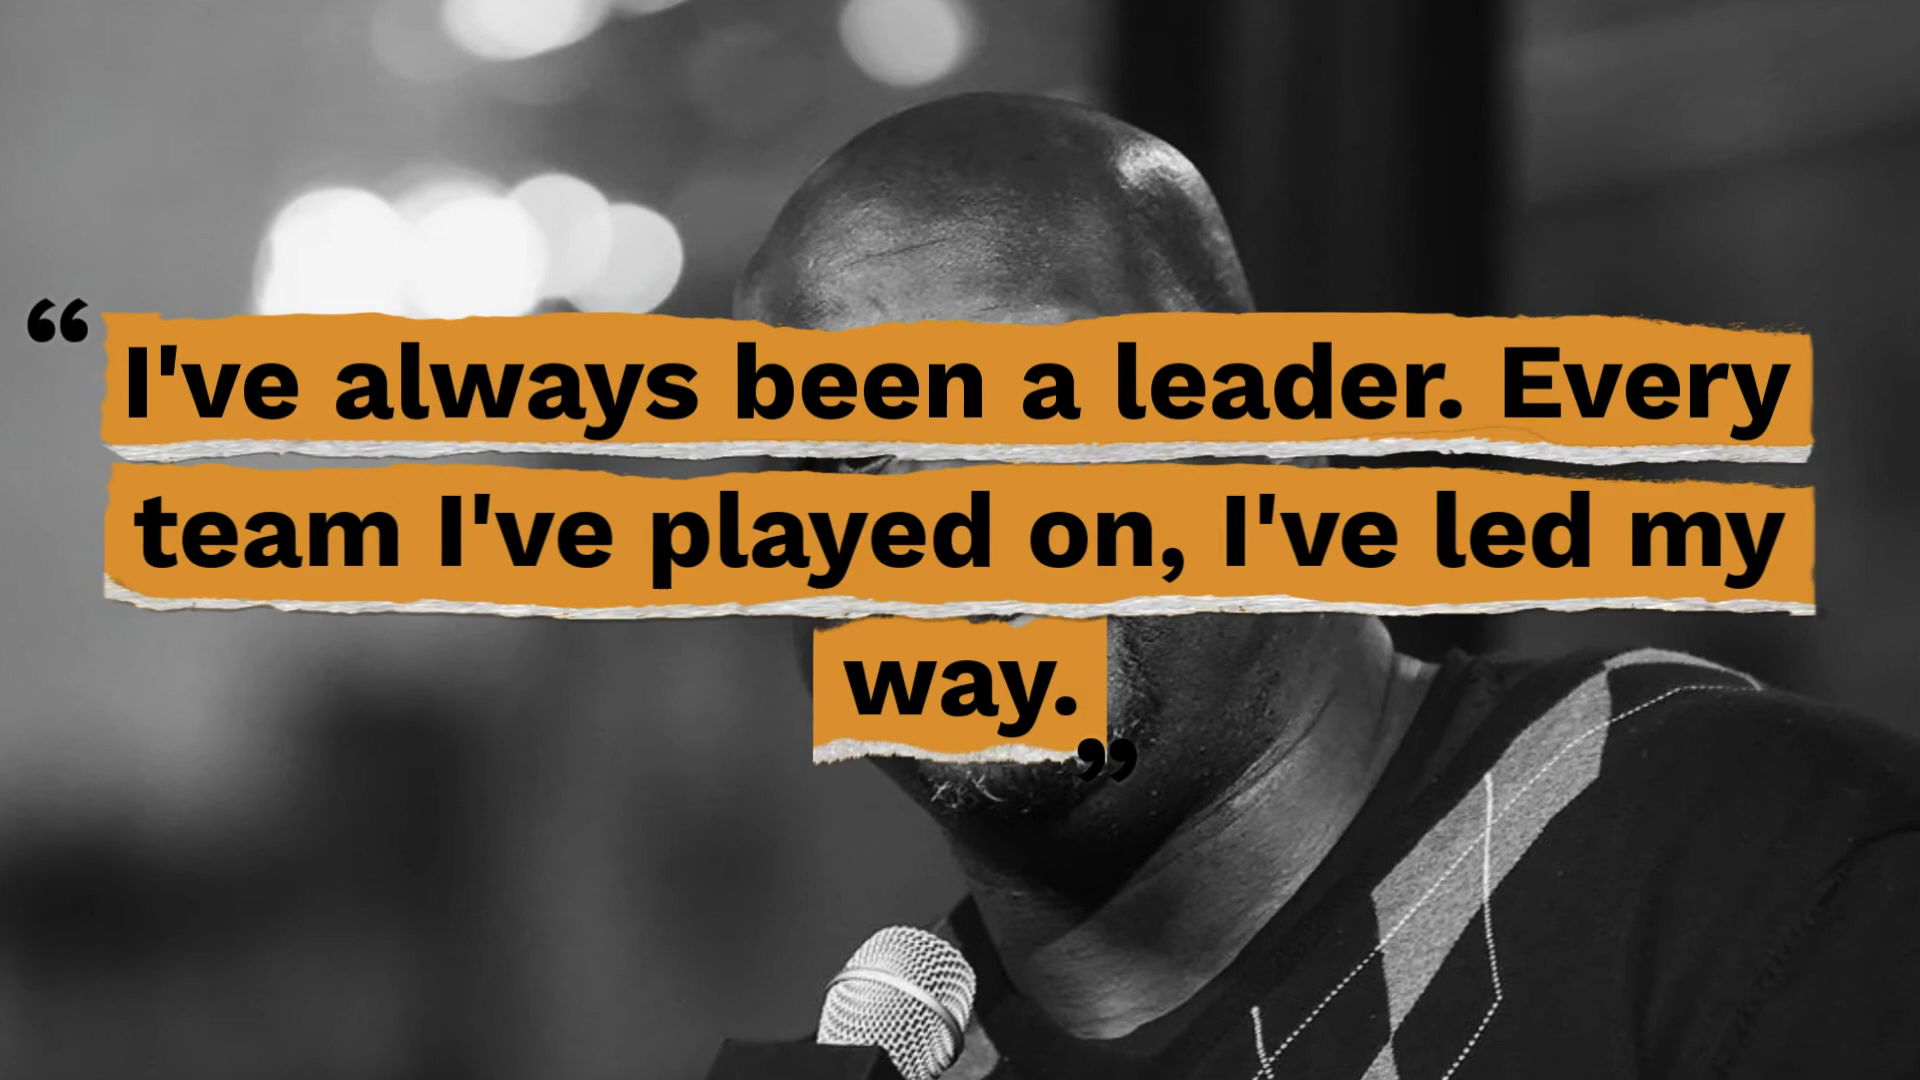 “I've always been a leader. Every
team I've played on, I've led my
way.”